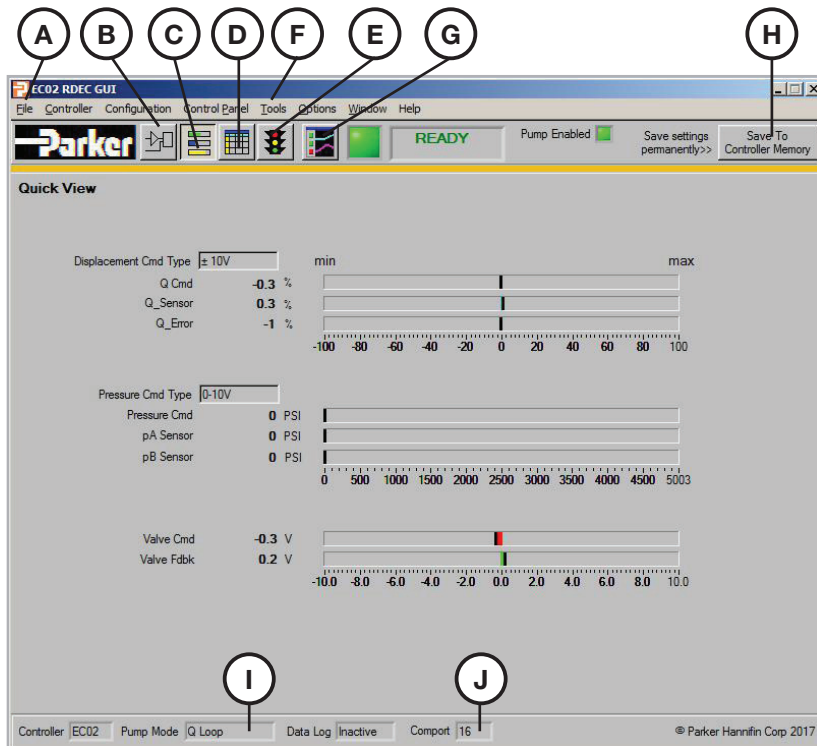 A B C D F E G H
EC02 RDEC GUI
File Controller Configuration Control Panel Tools Options Window Help
Parker READY Pump Enabled Save settings permanently>> Save To Controller Memory
Quick View
Displacement Cmd Type ± 10V min max
Q Cmd -0.3 %
Q_Sensor 0.3 %
Q_Error -1 %
-100 -80 -60 -40 -20 0 20 40 60 80 100
Pressure Cmd Type 0-10V
Pressure Cmd 0 PSI
pA Sensor 0 PSI
pB Sensor 0 PSI
0 500 1000 1500 2000 2500 3000 3500 4000 4500 5003
Valve Cmd -0.3 V
Valve Fdbk 0.2 V
-10.0 -8.0 -6.0 -4.0 -2.0 0.0 2.0 4.0 6.0 8.0 10.0
I J
Controller EC02 Pump Mode Q Loop Data Log Inactive Comport 16 © Parker Hannifin Corp 2017